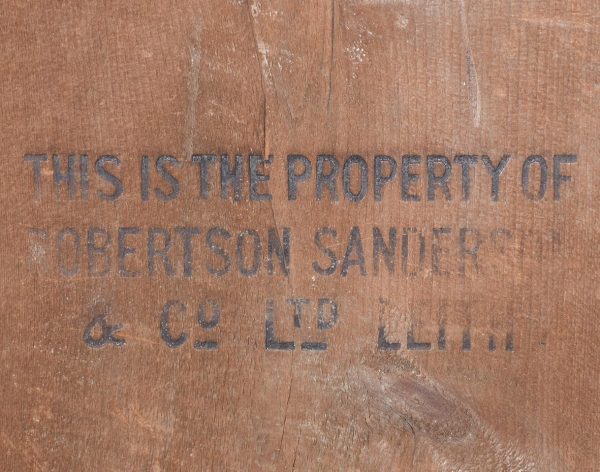 THIS IS THE PROPERTY OF
ROBERTSON SANDERSON
& Co LTD LEITH